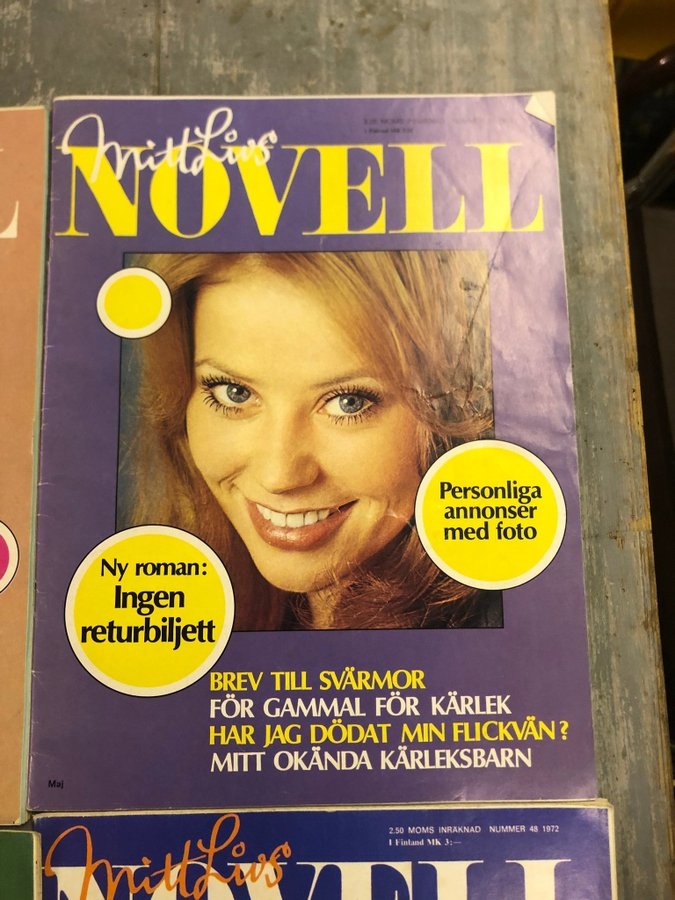 Mitt Livs
NOVELL
Personliga
annonser
med foto
Ny roman:
Ingen
returbiljett
BREV TILL SVÄRMOR
FÖR GAMMAL FÖR KÄRLEK
HAR JAG DÖDAT MIN FLICKVÄN?
MITT OKÄNDA KÄRLEKSBARN
Maj
2.50 MOMS INRÄKNAD NUMMER 48 1972
I Finland MK 3:—
Mitt Livs
NOVELL
L